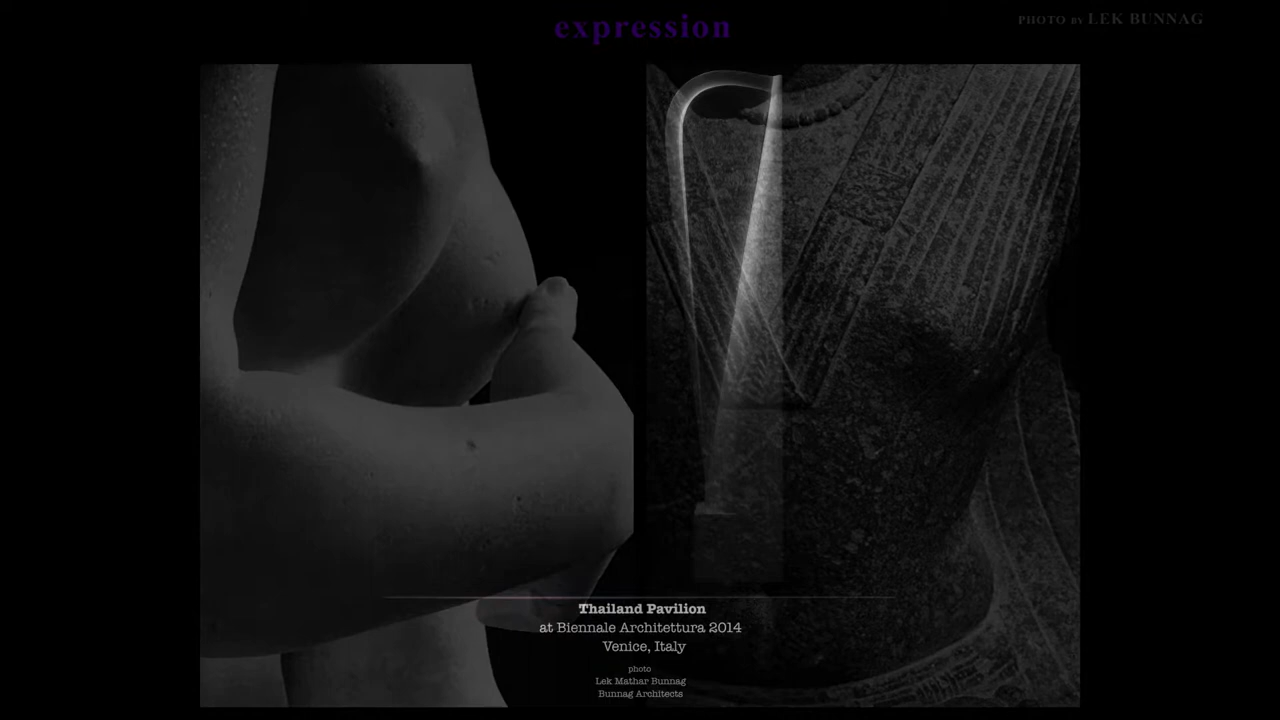 expression
PHOTO BY LEK BUNNAG
Thailand Pavilion
at Biennale Architettura 2014
Venice, Italy
photo
Lek Mathar Bunnag
Bunnag Architects